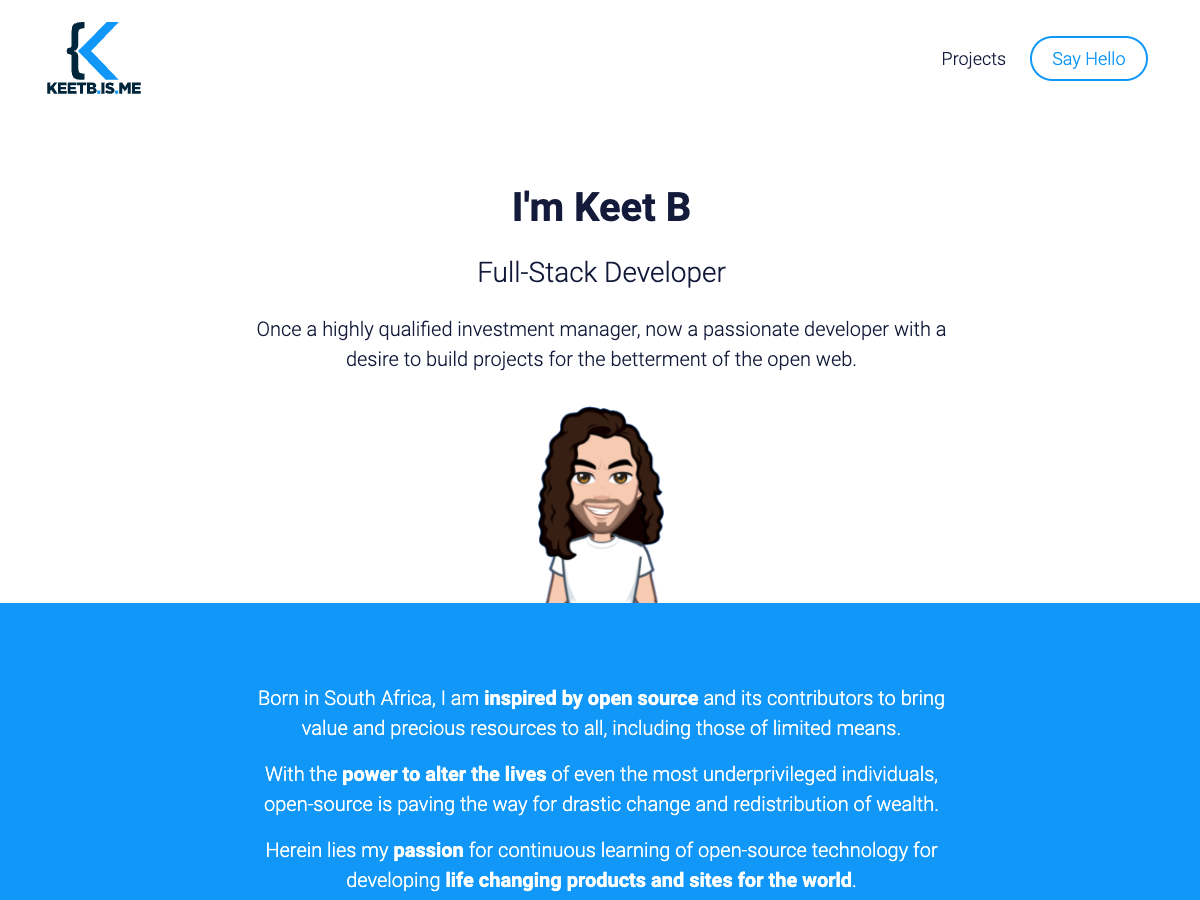 {K
KEETB.IS.ME
Projects
Say Hello
I'm Keet B
Full-Stack Developer
Once a highly qualified investment manager, now a passionate developer with a
desire to build projects for the betterment of the open web.
Born in South Africa, I am inspired by open source and its contributors to bring
value and precious resources to all, including those of limited means.
With the power to alter the lives of even the most underprivileged individuals,
open-source is paving the way for drastic change and redistribution of wealth.
Herein lies my passion for continuous learning of open-source technology for
developing life changing products and sites for the world.